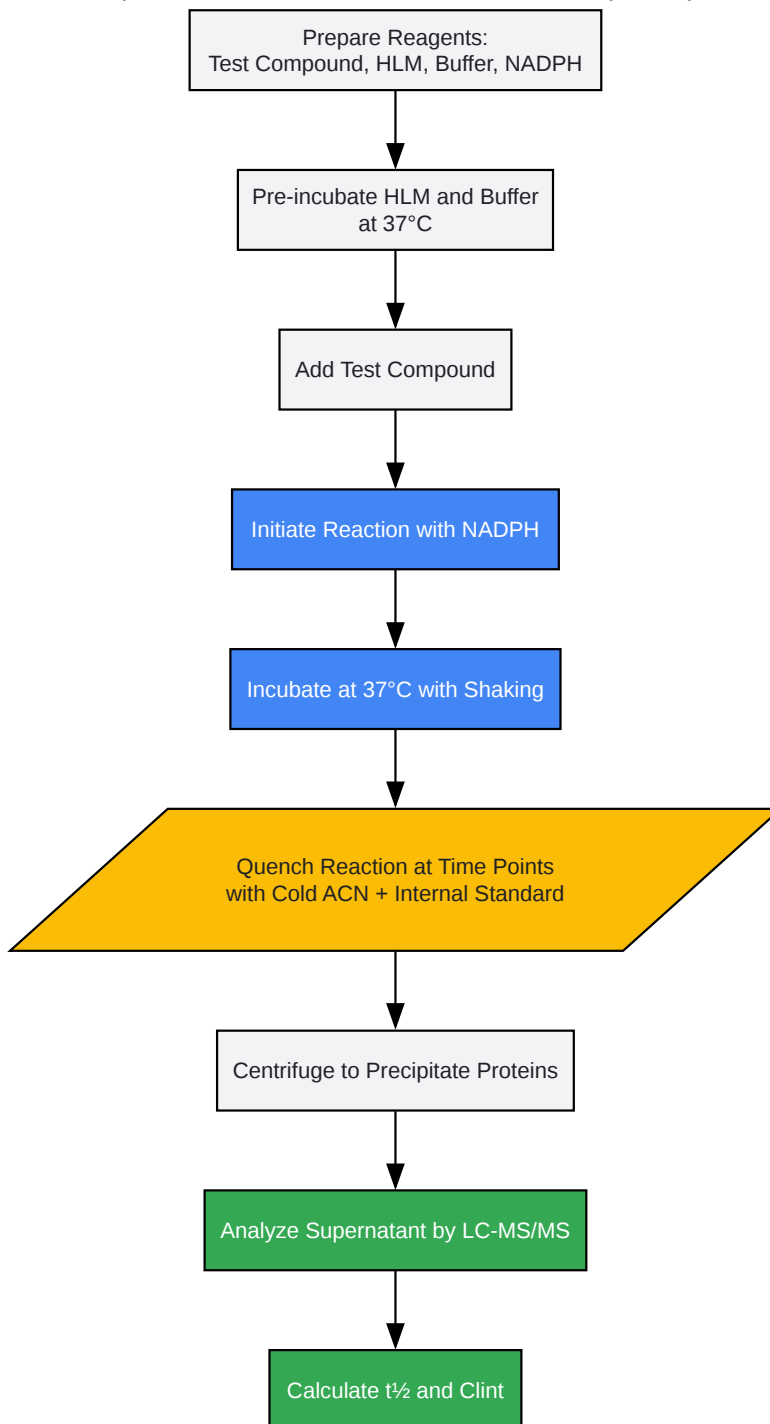 Prepare Reagents:
Test Compound, HLM, Buffer, NADPH
Pre-incubate HLM and Buffer
at 37°C
Add Test Compound
Initiate Reaction with NADPH
Incubate at 37°C with Shaking
Quench Reaction at Time Points
with Cold ACN + Internal Standard
Centrifuge to Precipitate Proteins
Analyze Supernatant by LC-MS/MS
Calculate t½ and Clint